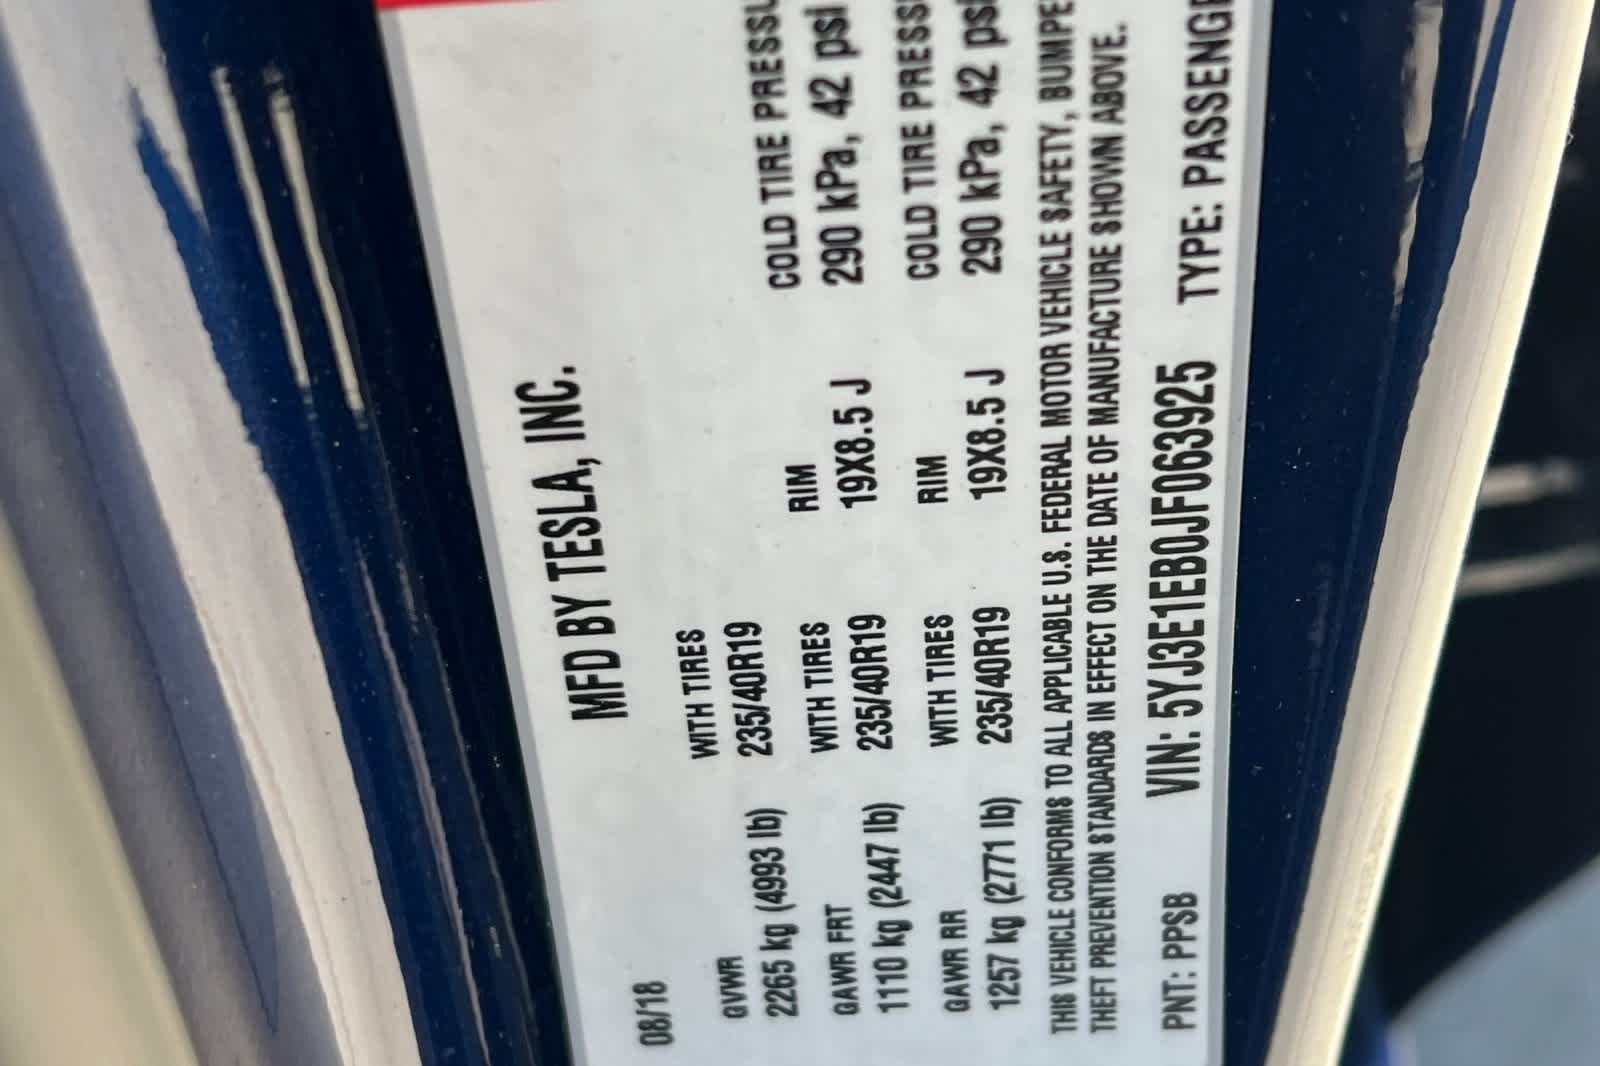 MFD BY TESLA, INC.
08/18
GVWR WITH TIRES
2265 kg (4993 lb) 235/40R19
GAWR FRT WITH TIRES RIM COLD TIRE
1110 kg (2447 lb) 235/40R19 19X8.5 J 290 kPa, 42 psi
GAWR RR WITH TIRES RIM COLD TIRE
1257 kg (2771 lb) 235/40R19 19X8.5 J 290 kPa, 42 psi
THIS VEHICLE CONFORMS TO ALL APPLICABLE U.S. FEDERAL MOTOR VEHICLE SAFETY,
THEFT PREVENTION STANDARDS IN EFFECT ON THE DATE OF MANUFACTURE SHOWN ABOVE.
PNT: PPSB VIN: 5YJ3E1EB0JF063925 TYPE: